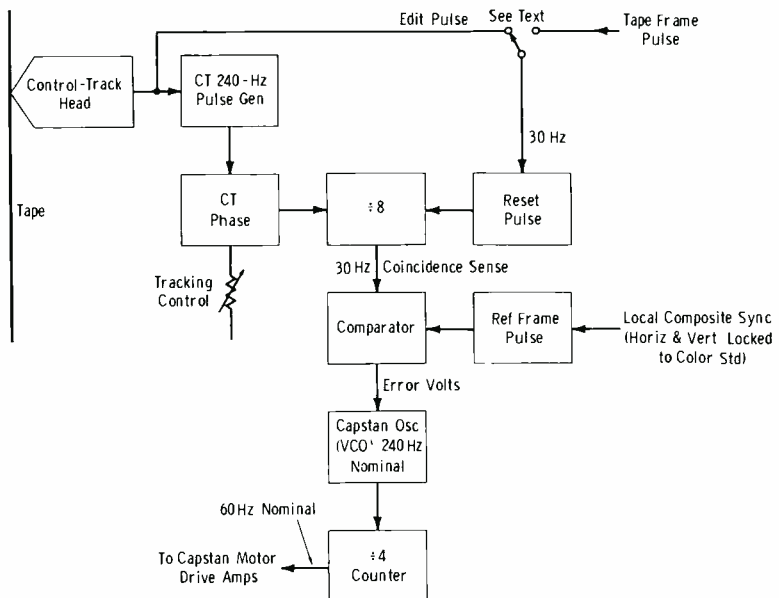 Edit Pulse
See Text
Tape Frame
Pulse
Control-Track
Head
CT 240-Hz
Pulse Gen
30 Hz
Tape
CT
Phase
÷8
Reset
Pulse
Tracking
Control
30 Hz
Coincidence Sense
Comparator
Ref Frame
Pulse
Local Composite Sync
(Horiz & Vert Locked
to Color Std)
Error Volts
Capstan Osc
(VCO' 240 Hz
Nominal
60 Hz Nominal
To Capstan Motor
Drive Amps
÷4
Counter